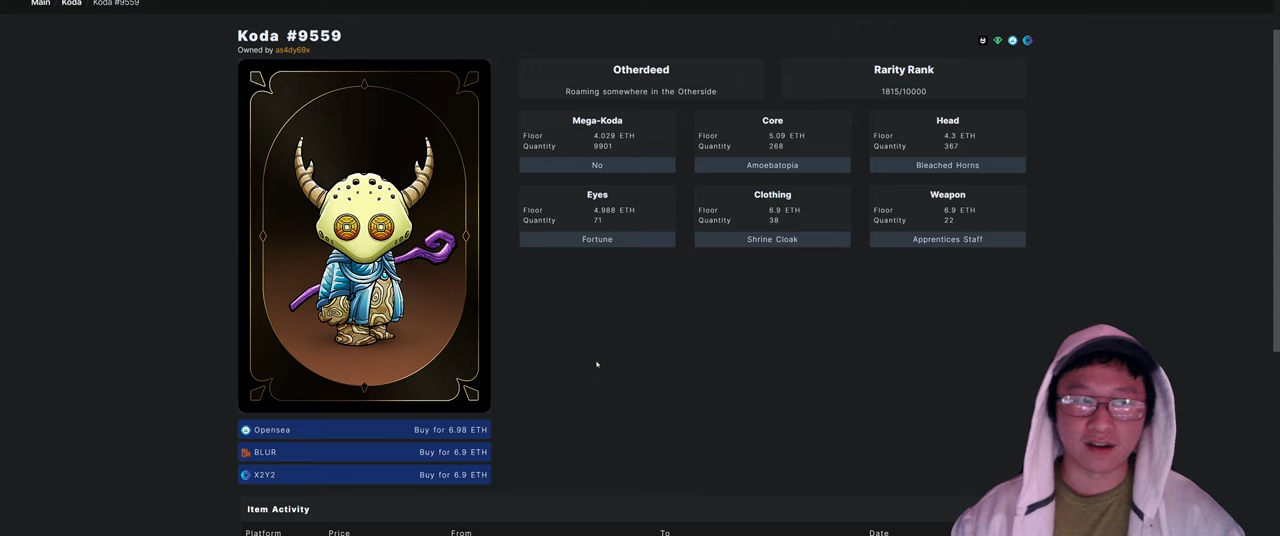 Main Koda Koda #9559
Koda #9559
Owned by as4dy69x
Otherdeed
Roaming somewhere in the Otherside
Rarity Rank
1815/10000
Mega-Koda
Floor 4.029 ETH
Quantity 9901
No
Core
Floor 5.09 ETH
Quantity 268
Amoebatopia
Head
Floor 4.3 ETH
Quantity 367
Bleached Horns
Eyes
Floor 4.988 ETH
Quantity 71
Fortune
Clothing
Floor 6.9 ETH
Quantity 38
Shrine Cloak
Weapon
Floor 6.9 ETH
Quantity 22
Apprentices Staff
Opensea Buy for 6.98 ETH
BLUR Buy for 6.9 ETH
X2Y2 Buy for 6.9 ETH
Item Activity
Platform Price From To Date